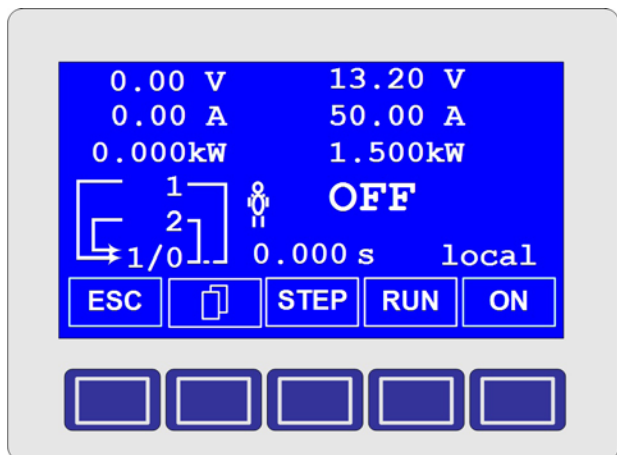 0.00 V 13.20 V
0.00 A 50.00 A
0.000kW 1.500kW
1
OFF
2
1/0 0.000 s local
ESC STEP RUN ON